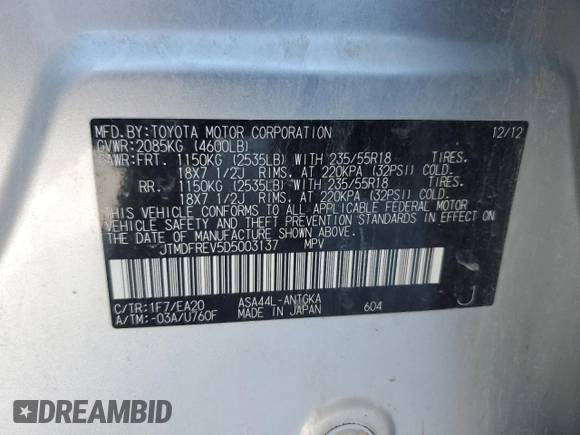 MFD.BY:TOYOTA MOTOR CORPORATION 12/12
GVWR:2085KG (4600LB)
GAWR:FRT. 1150KG (2535LB) WITH 235/55R18 TIRES.
18X7 1/2J RIMS. AT 220KPA (32PSI) COLD.
RR. 1150KG (2535LB) WITH 235/55R18 TIRES.
18X7 1/2J RIMS, AT 220KPA (32PSI) COLD.
THIS VEHICLE CONFORMS TO ALL APPLICABLE FEDERAL MOTOR
VEHICLE SAFETY AND THEFT PREVENTION STANDARDS IN EFFECT ON
THE DATE OF MANUFACTURE SHOWN ABOVE.
JTMDFREV5D5003137 MPV
C/TR:1F7/EA20 ASA44L-ANTGKA J
A/TM:-03A/U760F MADE IN JAPAN 604
DREAMBID